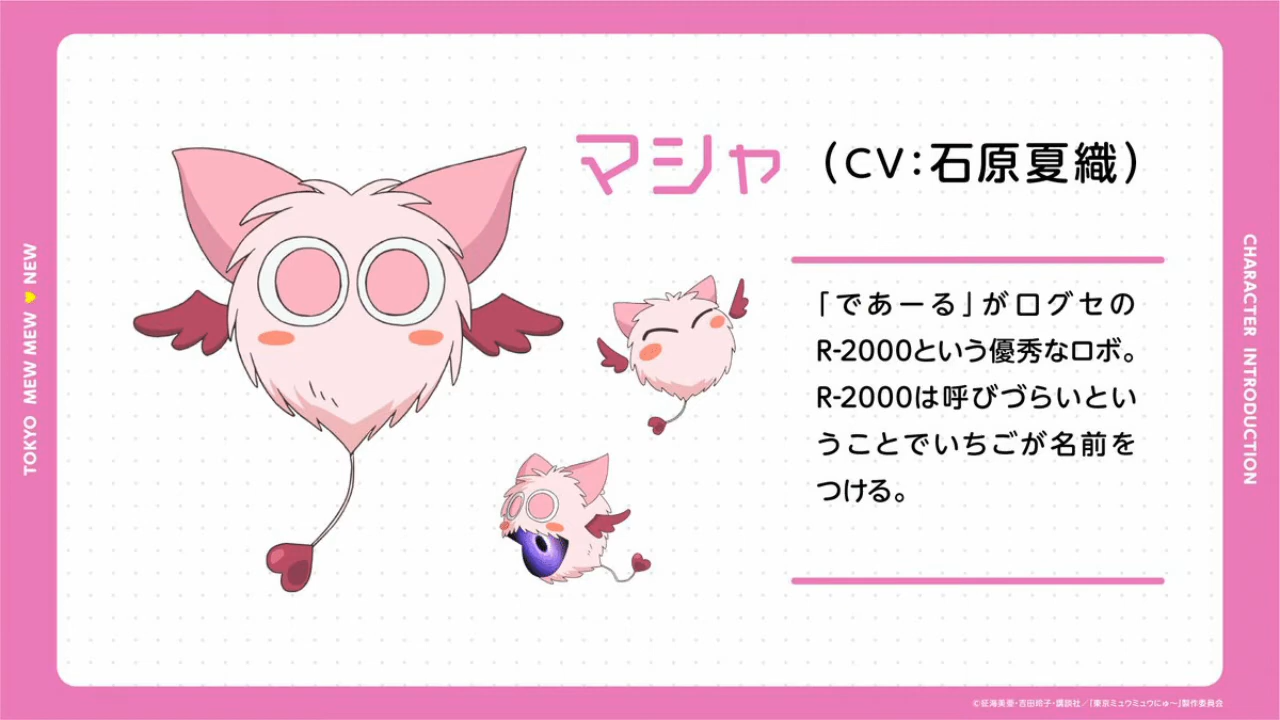 マシャ (CV:石原夏織)
「であーる」が口グセの
R-2000という優秀なロボ。
R-2000は呼びづらいとい
うことでいちごが名前を
つける。
TOKYO MEW MEW NEW
CHARACTER INTRODUCTION
©征海美亜・吉田玲子・講談社/「東京ミュウミュウにゅ〜」製作委員会